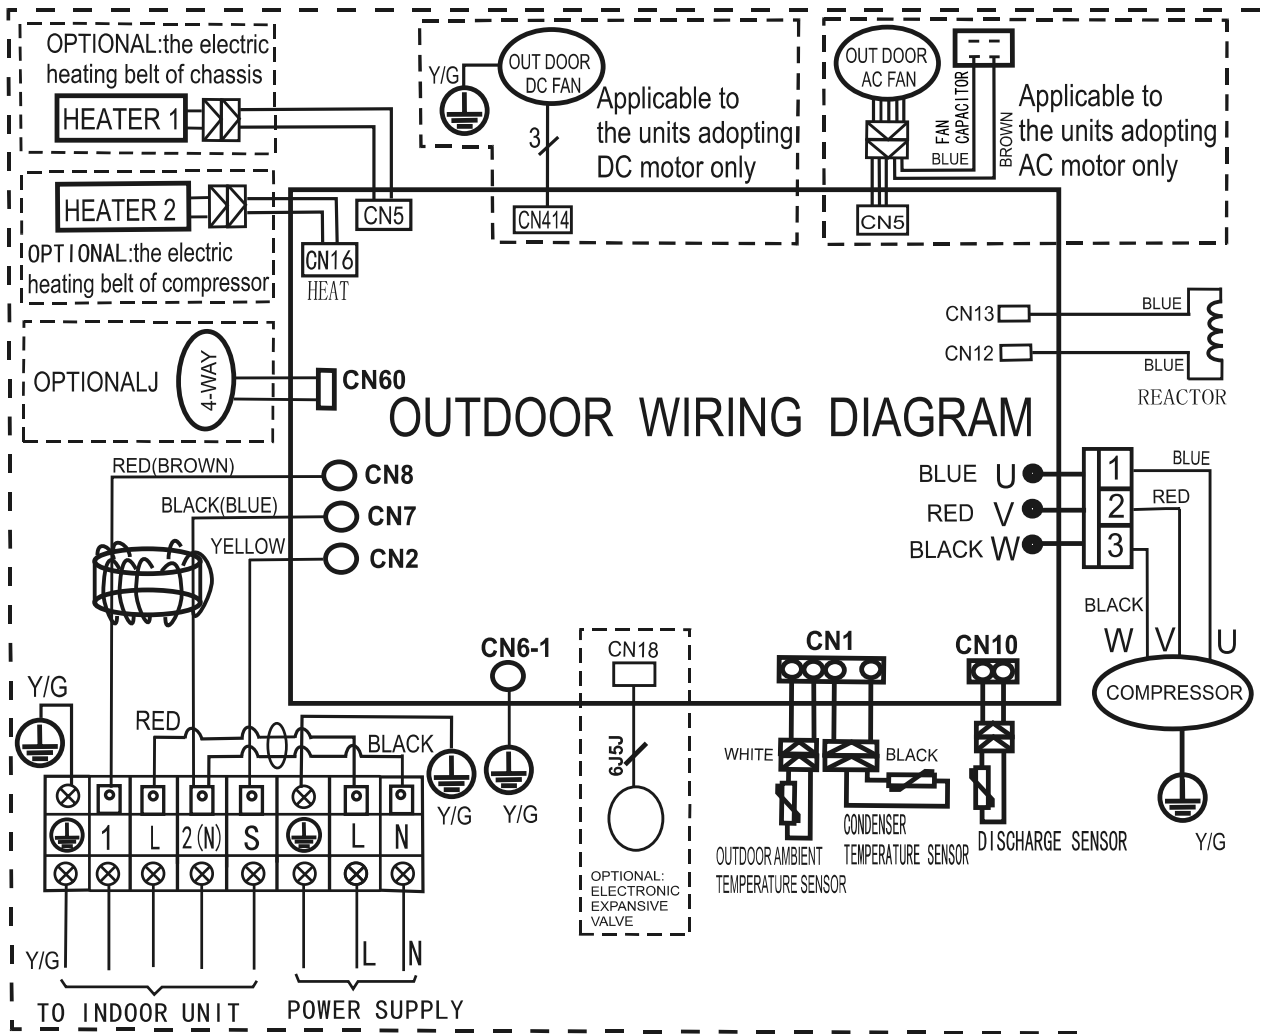 OPTIONAL:the electric
heating belt of chassis
HEATER 1
HEATER 2
OPTIONAL:the electric
heating belt of compressor
CN5
CN16
HEAT
Y/G
OUT DOOR
DC FAN
3
CN414
Applicable to
the units adopting
DC motor only
OUT DOOR
AC FAN
FAN
CAPACITOR
BLUE
BROWN
CN5
Applicable to
the units adopting
AC motor only
OPTIONALJ
4-WAY
CN60
CN13
BLUE
CN12
BLUE
REACTOR
OUTDOOR WIRING DIAGRAM
RED(BROWN)
CN8
BLACK(BLUE)
CN7
YELLOW
CN2
BLUE U
RED V
BLACK W
1
2
3
BLUE
RED
BLACK
W V U
COMPRESSOR
Y/G
CN6-1
Y/G
CN18
6J5J
OPTIONAL:
ELECTRONIC
EXPANSIVE
VALVE
CN1
WHITE
BLACK
OUTDOOR AMBIENT
TEMPERATURE SENSOR
CONDENSER
TEMPERATURE SENSOR
CN10
DISCHARGE SENSOR
Y/G
RED
BLACK
Y/G
1 L 2(N) S L N
Y/G
L N
TO INDOOR UNIT
POWER SUPPLY